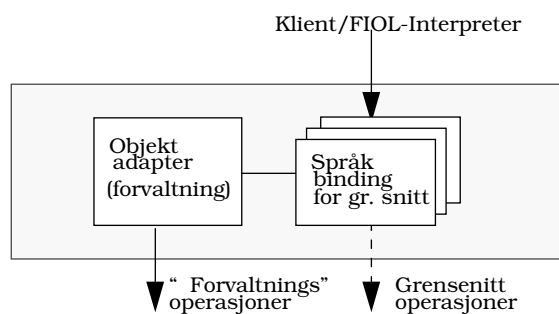 Klient/FIOL-Interpreter
Objekt
adapter
(forvaltning)
Språk
binding
for gr. snitt
“ Forvaltnings”
operasjoner
Grensenitt
operasjoner